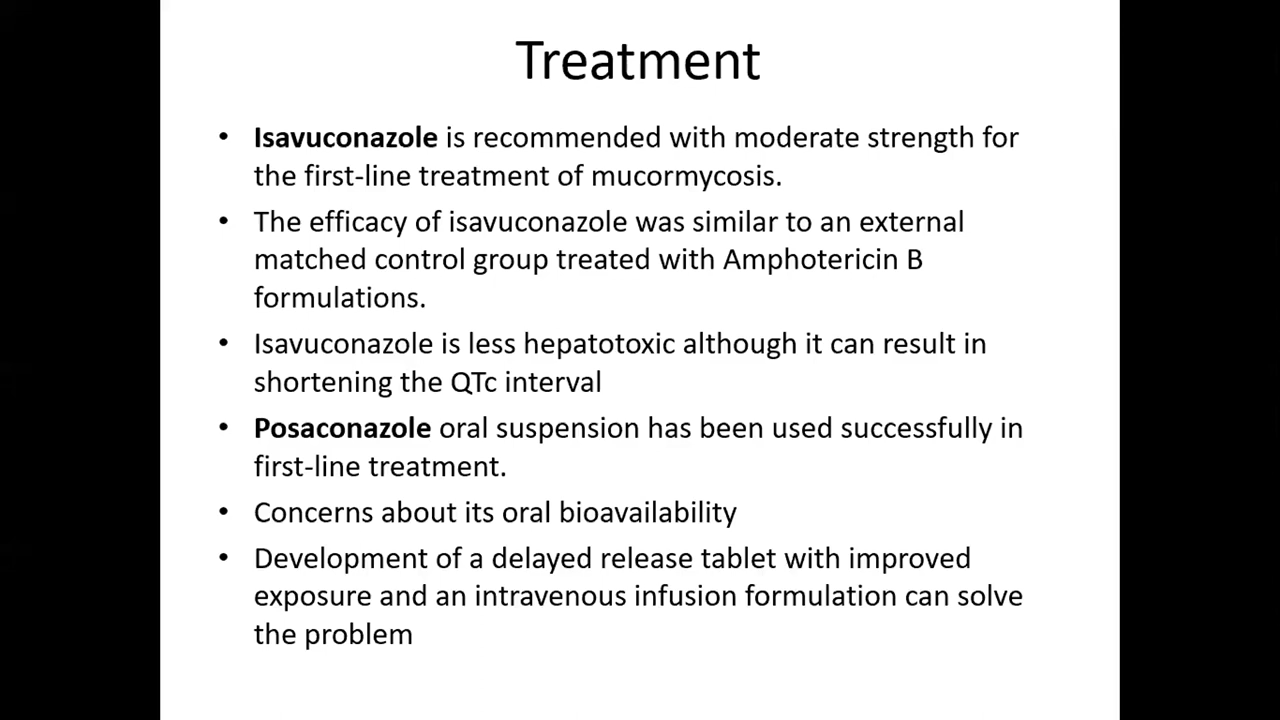 Treatment
• Isavuconazole is recommended with moderate strength for
the first-line treatment of mucormycosis.
• The efficacy of isavuconazole was similar to an external
matched control group treated with Amphotericin B
formulations.
• Isavuconazole is less hepatotoxic although it can result in
shortening the QTc interval
• Posaconazole oral suspension has been used successfully in
first-line treatment.
• Concerns about its oral bioavailability
• Development of a delayed release tablet with improved
exposure and an intravenous infusion formulation can solve
the problem